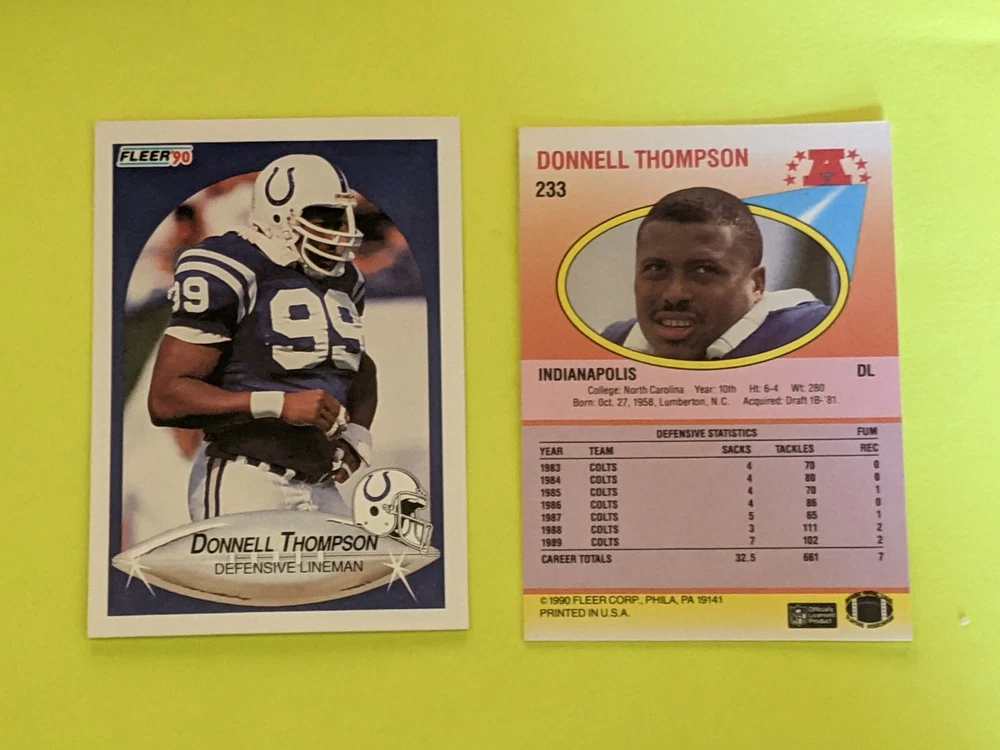 FLEER '90
99
99
DONNELL THOMPSON
DEFENSIVE LINEMAN
DONNELL THOMPSON
A
233
INDIANAPOLIS DL
College: North Carolina Year: 10th Ht: 6-4 Wt: 280
Born: Oct. 27, 1958, Lumberton, N.C. Acquired: Draft 1B-'81.
DEFENSIVE STATISTICS FUM
YEAR TEAM SACKS TACKLES REC
1983 COLTS 4 70 0
1984 COLTS 4 80 0
1985 COLTS 4 70 1
1986 COLTS 4 86 0
1987 COLTS 5 65 1
1988 COLTS 3 111 2
1989 COLTS 7 102 2
CAREER TOTALS 32.5 661 7
© 1990 FLEER CORP., PHILA, PA 19141
PRINTED IN U.S.A.
Officially
Licensed
Product